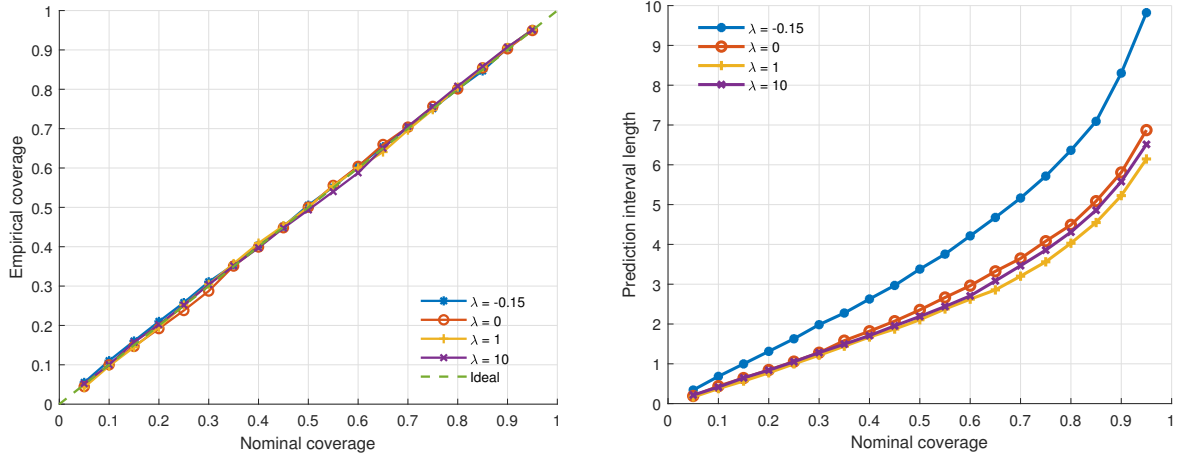 1
0.9
0.8
0.7
0.6
0.5
0.4
0.3
0.2
0.1
0
Empirical coverage
λ = -0.15
λ = 0
λ = 1
λ = 10
Ideal
0 0.1 0.2 0.3 0.4 0.5 0.6 0.7 0.8 0.9 1
Nominal coverage
10
9
8
7
6
5
4
3
2
1
0
Prediction interval length
λ = -0.15
λ = 0
λ = 1
λ = 10
0 0.1 0.2 0.3 0.4 0.5 0.6 0.7 0.8 0.9 1
Nominal coverage